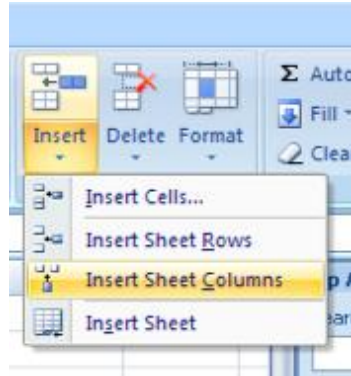 Σ Auto
Insert Delete Format
Fill
Clea
Insert Cells...
Insert Sheet Rows
Insert Sheet Columns
Insert Sheet